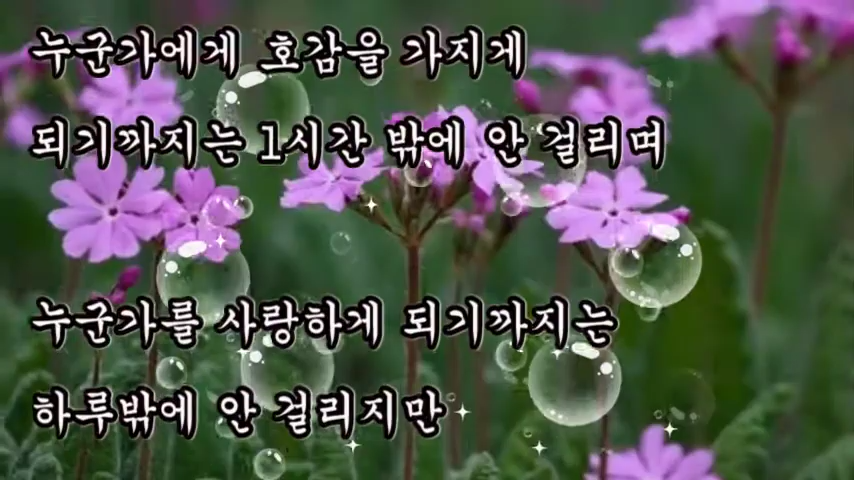 누군가에게 호감을 가지게
되기까지는 1시간 밖에 안 걸리며
누군가를 사랑하게 되기까지는
하루밖에 안 걸리지만